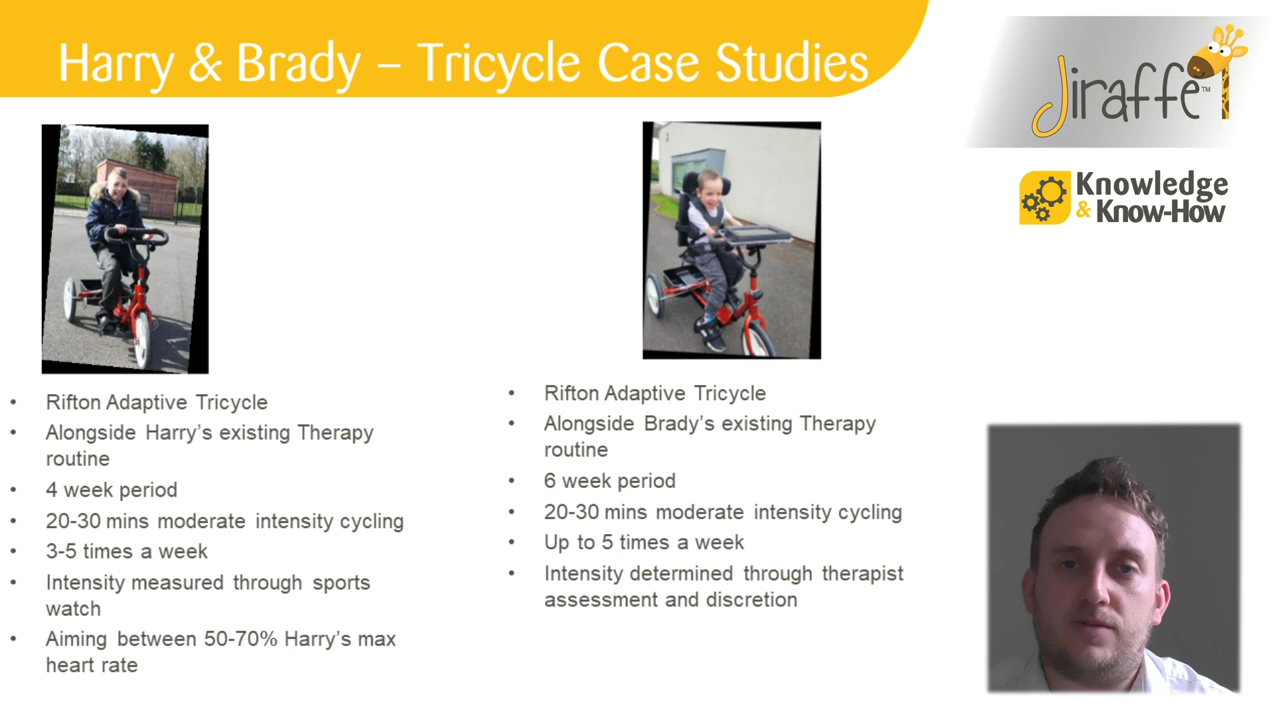 Harry & Brady – Tricycle Case Studies
Jiraffe™
Knowledge
& Know-How
• Rifton Adaptive Tricycle
• Alongside Harry’s existing Therapy
routine
• 4 week period
• 20-30 mins moderate intensity cycling
• 3-5 times a week
• Intensity measured through sports
watch
• Aiming between 50-70% Harry’s max
heart rate
• Rifton Adaptive Tricycle
• Alongside Brady’s existing Therapy
routine
• 6 week period
• 20-30 mins moderate intensity cycling
• Up to 5 times a week
• Intensity determined through therapist
assessment and discretion